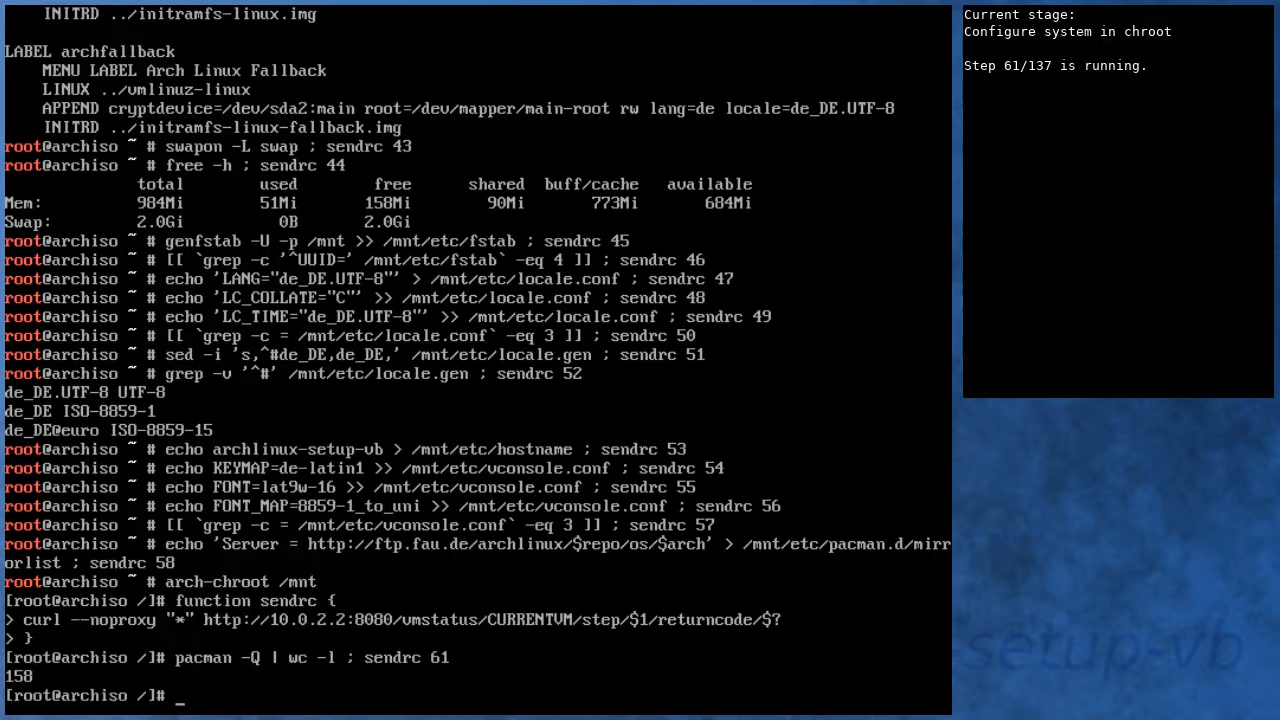 INITRD ../initramfs-linux.img

LABEL archfallback
    MENU LABEL Arch Linux Fallback
    LINUX ../vmlinuz-linux
    APPEND cryptdevice=/dev/sda2:main root=/dev/mapper/main-root rw lang=de locale=de_DE.UTF-8
    INITRD ../initramfs-linux-fallback.img
root@archiso ~ # swapon -L swap ; sendrc 43
root@archiso ~ # free -h ; sendrc 44
              total        used        free      shared  buff/cache   available
Mem:          984Mi        51Mi       158Mi        90Mi       773Mi       684Mi
Swap:         2.0Gi          0B       2.0Gi
root@archiso ~ # genfstab -U -p /mnt >> /mnt/etc/fstab ; sendrc 45
root@archiso ~ # [[ `grep -c '^UUID=' /mnt/etc/fstab` -eq 4 ]] ; sendrc 46
root@archiso ~ # echo 'LANG="de_DE.UTF-8"' > /mnt/etc/locale.conf ; sendrc 47
root@archiso ~ # echo 'LC_COLLATE="C"' >> /mnt/etc/locale.conf ; sendrc 48
root@archiso ~ # echo 'LC_TIME="de_DE.UTF-8"' >> /mnt/etc/locale.conf ; sendrc 49
root@archiso ~ # [[ `grep -c = /mnt/etc/locale.conf` -eq 3 ]] ; sendrc 50
root@archiso ~ # sed -i 's,^#de_DE,de_DE,' /mnt/etc/locale.gen ; sendrc 51
root@archiso ~ # grep -v '^#' /mnt/etc/locale.gen ; sendrc 52
de_DE.UTF-8 UTF-8
de_DE ISO-8859-1
de_DE@euro ISO-8859-15
root@archiso ~ # echo archlinux-setup-vb > /mnt/etc/hostname ; sendrc 53
root@archiso ~ # echo KEYMAP=de-latin1 >> /mnt/etc/vconsole.conf ; sendrc 54
root@archiso ~ # echo FONT=lat9w-16 >> /mnt/etc/vconsole.conf ; sendrc 55
root@archiso ~ # echo FONT_MAP=8859-1_to_uni >> /mnt/etc/vconsole.conf ; sendrc 56
root@archiso ~ # [[ `grep -c = /mnt/etc/vconsole.conf` -eq 3 ]] ; sendrc 57
root@archiso ~ # echo 'Server = http://ftp.fau.de/archlinux/$repo/os/$arch' > /mnt/etc/pacman.d/mirr
orlist ; sendrc 58
root@archiso ~ # arch-chroot /mnt
[root@archiso /]# function sendrc {
> curl --noproxy "*" http://10.0.2.2:8080/vmstatus/CURRENTVM/step/$1/returncode/$?
> }
[root@archiso /]# pacman -Q | wc -l ; sendrc 61
158
[root@archiso /]# _
Current stage:
Configure system in chroot

Step 61/137 is running.
setup-vb